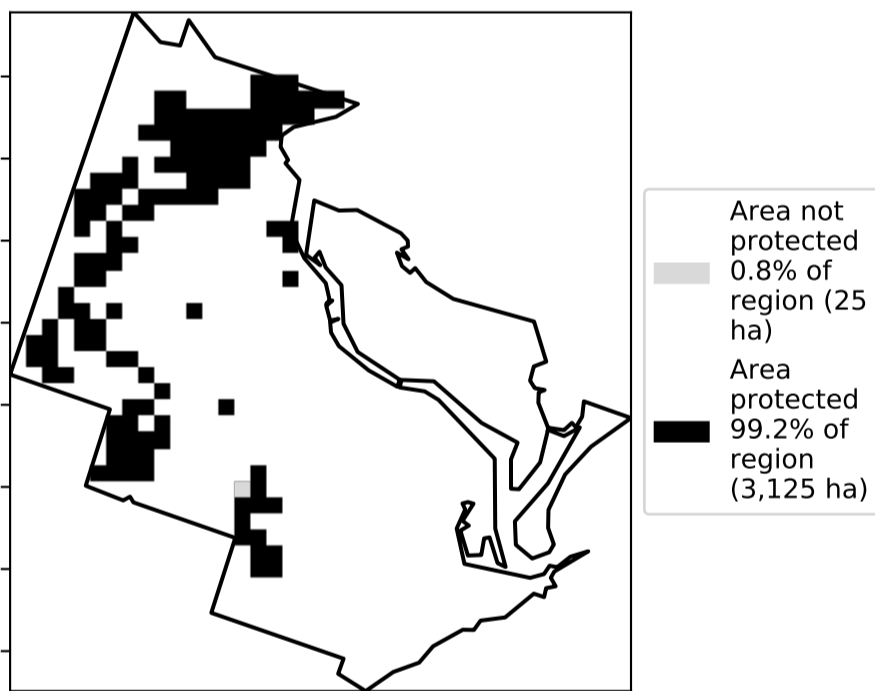 Area not
protected
0.8% of
region (25
ha)
Area
protected
99.2% of
region
(3,125 ha)